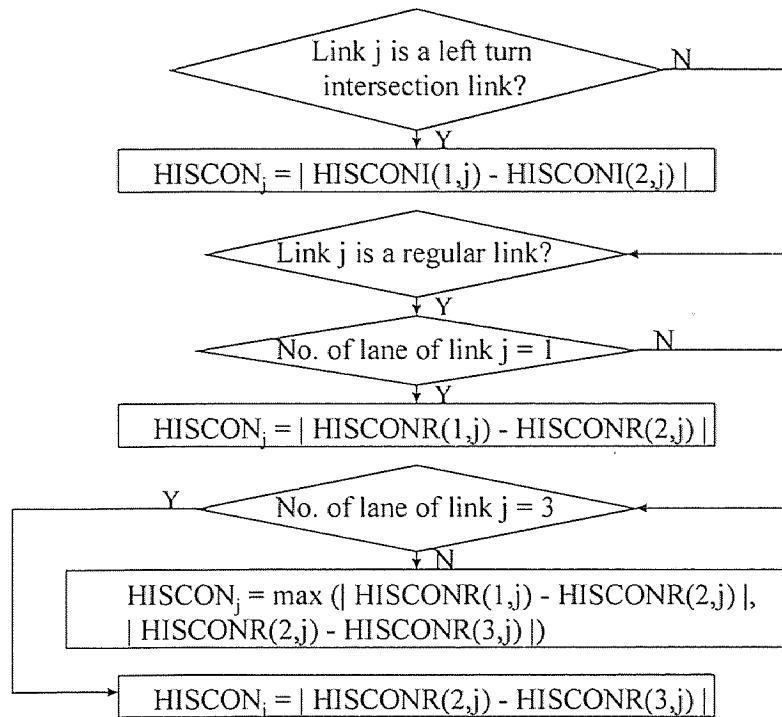 Link j is a left turn
intersection link?
N
Y
HISCONj = | HISCONI(1,j) - HISCONI(2,j) |
Link j is a regular link?
Y
No. of lane of link j = 1
N
Y
HISCONj = | HISCONR(1,j) - HISCONR(2,j) |
Y
No. of lane of link j = 3
N
HISCONj = max (| HISCONR(1,j) - HISCONR(2,j) |,
| HISCONR(2,j) - HISCONR(3,j) |)
HISCONj = | HISCONR(2,j) - HISCONR(3,j) |